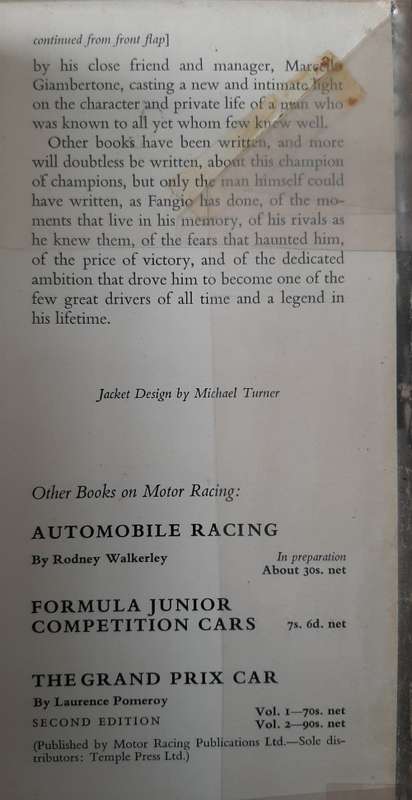 continued from front flap]
by his close friend and manager, Marcello
Giambertone, casting a new and intimate light
on the character and private life of a man who
was known to all yet whom few knew well.
Other books have been written, and more
will doubtless be written, about this champion
of champions, but only the man himself could
have written, as Fangio has done, of the mo-
ments that live in his memory, of his rivals as
he knew them, of the fears that haunted him,
of the price of victory, and of the dedicated
ambition that drove him to become one of the
few great drivers of all time and a legend in
his lifetime.
Jacket Design by Michael Turner
Other Books on Motor Racing:
AUTOMOBILE RACING
By Rodney Walkerley In preparation
About 30s. net
FORMULA JUNIOR
COMPETITION CARS 7s. 6d. net
THE GRAND PRIX CAR
By Laurence Pomeroy Vol. 1—70s. net
SECOND EDITION Vol. 2—90s. net
(Published by Motor Racing Publications Ltd.—Sole dis-
tributors: Temple Press Ltd.)